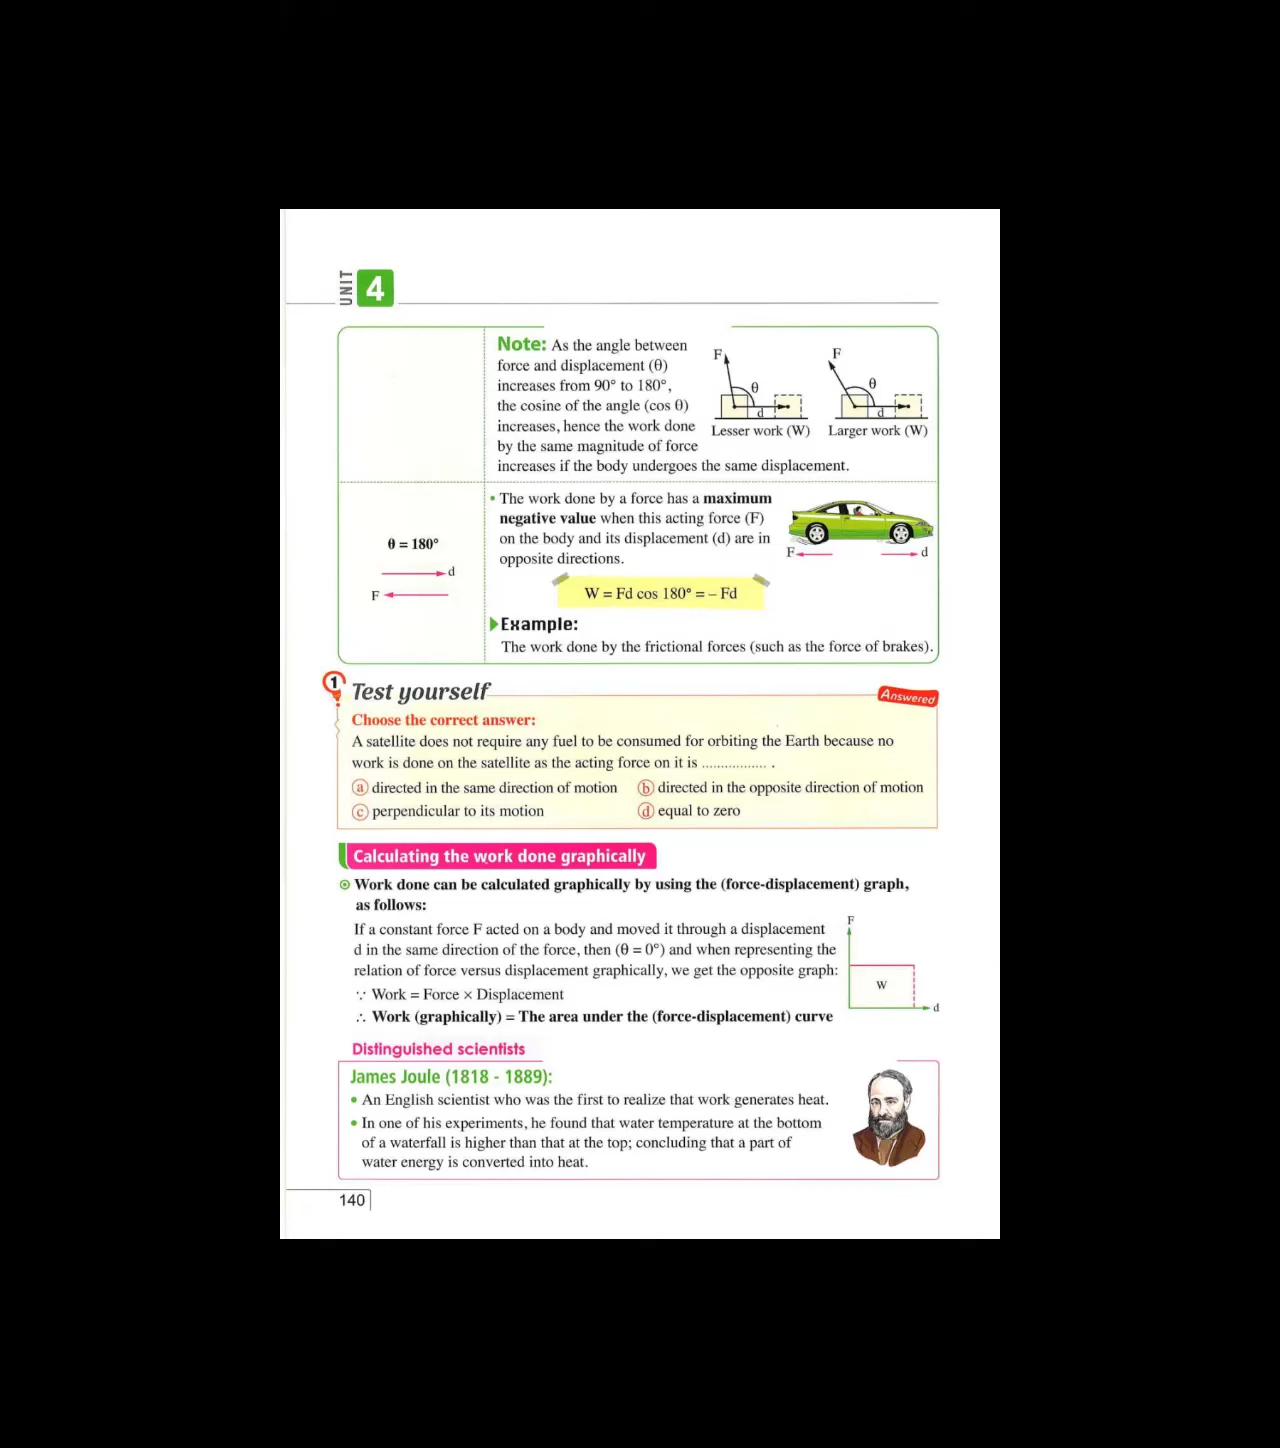 UNIT
4
Note: As the angle between
force and displacement (θ)
increases from 90° to 180°,
the cosine of the angle (cos θ)
increases, hence the work done
by the same magnitude of force
increases if the body undergoes the same displacement.
F
θ
d
Lesser work (W)
F
θ
d
Larger work (W)
θ = 180°
d
F
• The work done by a force has a maximum
negative value when this acting force (F)
on the body and its displacement (d) are in
opposite directions.
F
d
W = Fd cos 180° = – Fd
Example:
The work done by the frictional forces (such as the force of brakes).
1
Test yourself
Answered
Choose the correct answer:
A satellite does not require any fuel to be consumed for orbiting the Earth because no
work is done on the satellite as the acting force on it is ................. .
a directed in the same direction of motion
b directed in the opposite direction of motion
c perpendicular to its motion
d equal to zero
Calculating the work done graphically
Work done can be calculated graphically by using the (force-displacement) graph,
as follows:
If a constant force F acted on a body and moved it through a displacement
d in the same direction of the force, then (θ = 0°) and when representing the
relation of force versus displacement graphically, we get the opposite graph:
∵ Work = Force × Displacement
∴ Work (graphically) = The area under the (force-displacement) curve
F
W
d
Distinguished scientists
James Joule (1818 - 1889):
• An English scientist who was the first to realize that work generates heat.
• In one of his experiments, he found that water temperature at the bottom
of a waterfall is higher than that at the top; concluding that a part of
water energy is converted into heat.
140